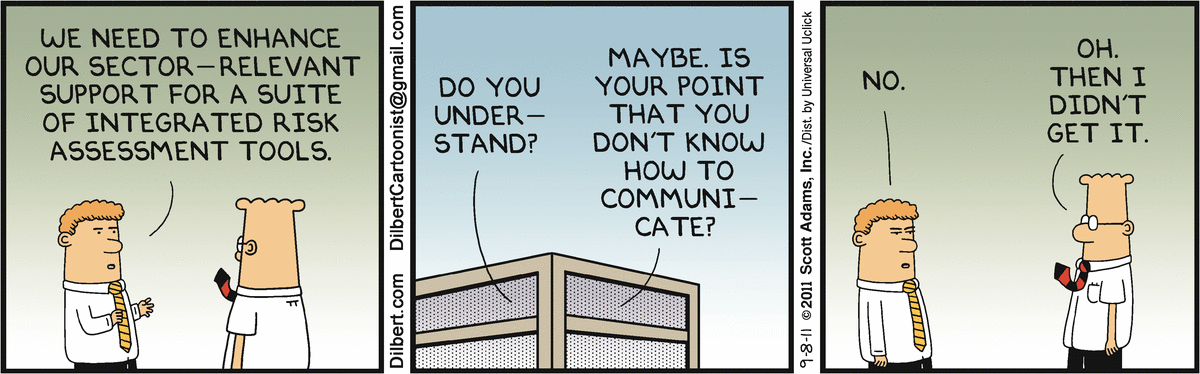 WE NEED TO ENHANCE
OUR SECTOR–RELEVANT
SUPPORT FOR A SUITE
OF INTEGRATED RISK
ASSESSMENT TOOLS.
Dilbert.com DilbertCartoonist@gmail.com
DO YOU
UNDER–
STAND?
MAYBE. IS
YOUR POINT
THAT YOU
DON'T KNOW
HOW TO
COMMUNI–
CATE?
9-8-11 ©2011 Scott Adams, Inc./Dist. by Universal Uclick
NO.
OH.
THEN I
DIDN'T
GET IT.